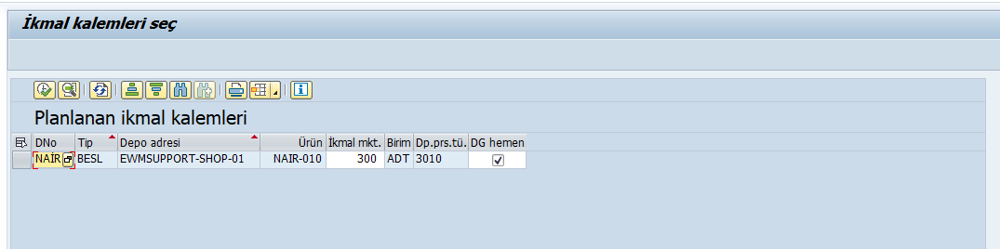 İkmal kalemleri seç
Planlanan ikmal kalemleri
DNo Tip Depo adresi Ürün İkmal mkt. Birim Dp.prs.tü. DG hemen
NAİR BESL EWMSUPPORT-SHOP-01 NAIR-010 300 ADT 3010